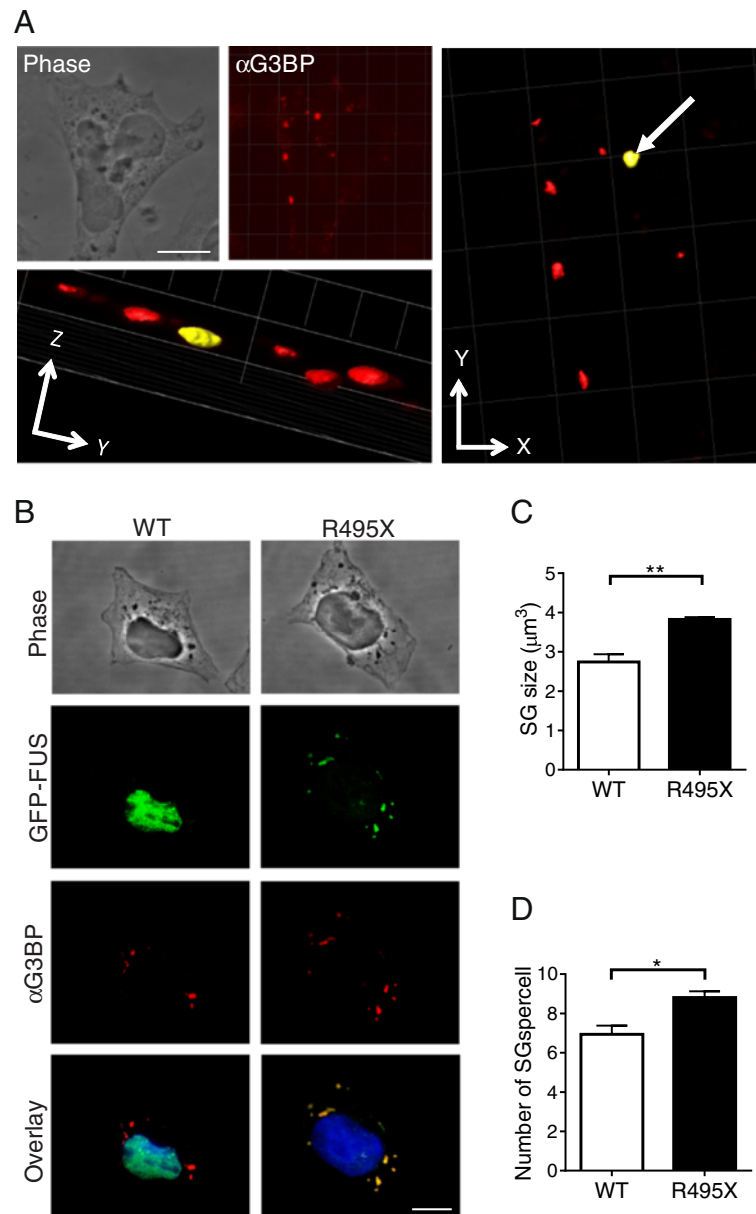 A
Phase
αG3BP
Z
Y
Y
X
B
WT
R495X
Phase
GFP-FUS
αG3BP
Overlay
C
**
SG size (μm³)
5
4
3
2
1
0
WT
R495X
D
*
Number of SGspercell
10
8
6
4
2
0
WT
R495X